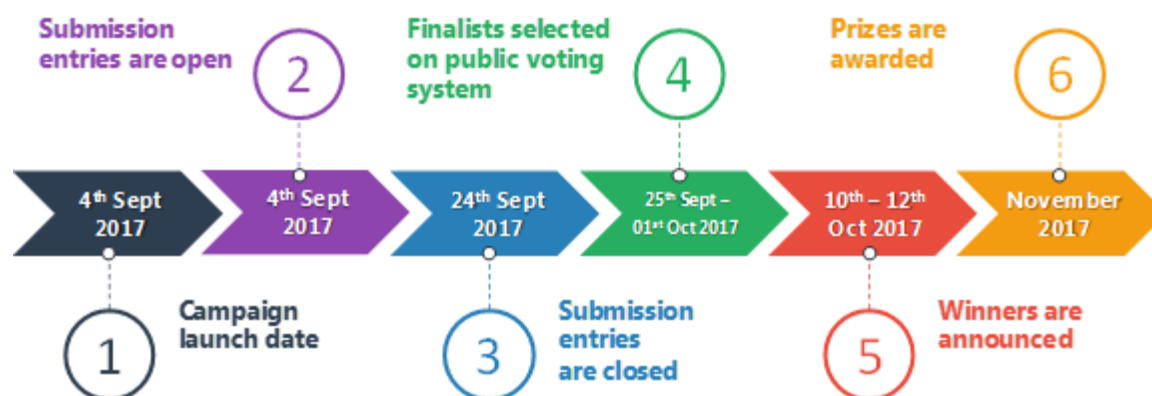 Submission
entries are open
2
Finalists selected
on public voting
system
4
Prizes are
awarded
6
4th Sept
2017
4th Sept
2017
24th Sept
2017
25th Sept –
01st Oct 2017
10th – 12th
Oct 2017
November
2017
1
Campaign
launch date
3
Submission
entries
are closed
5
Winners are
announced